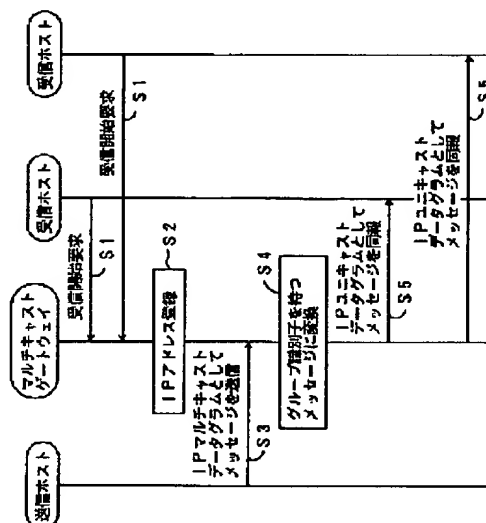 送信ホスト
マルチキャスト
ゲートウェイ
受信ホスト
受信ホスト
受信開始要求
S1
受信開始要求
S1
IPアドレス登録
S2
IPマルチキャスト
データグラムとして
メッセージを送信
S3
グループ識別子を持つ
メッセージに変換
S4
IPユニキャスト
データグラムとして
メッセージを同報
S5
IPユニキャスト
データグラムとして
メッセージを同報
S5